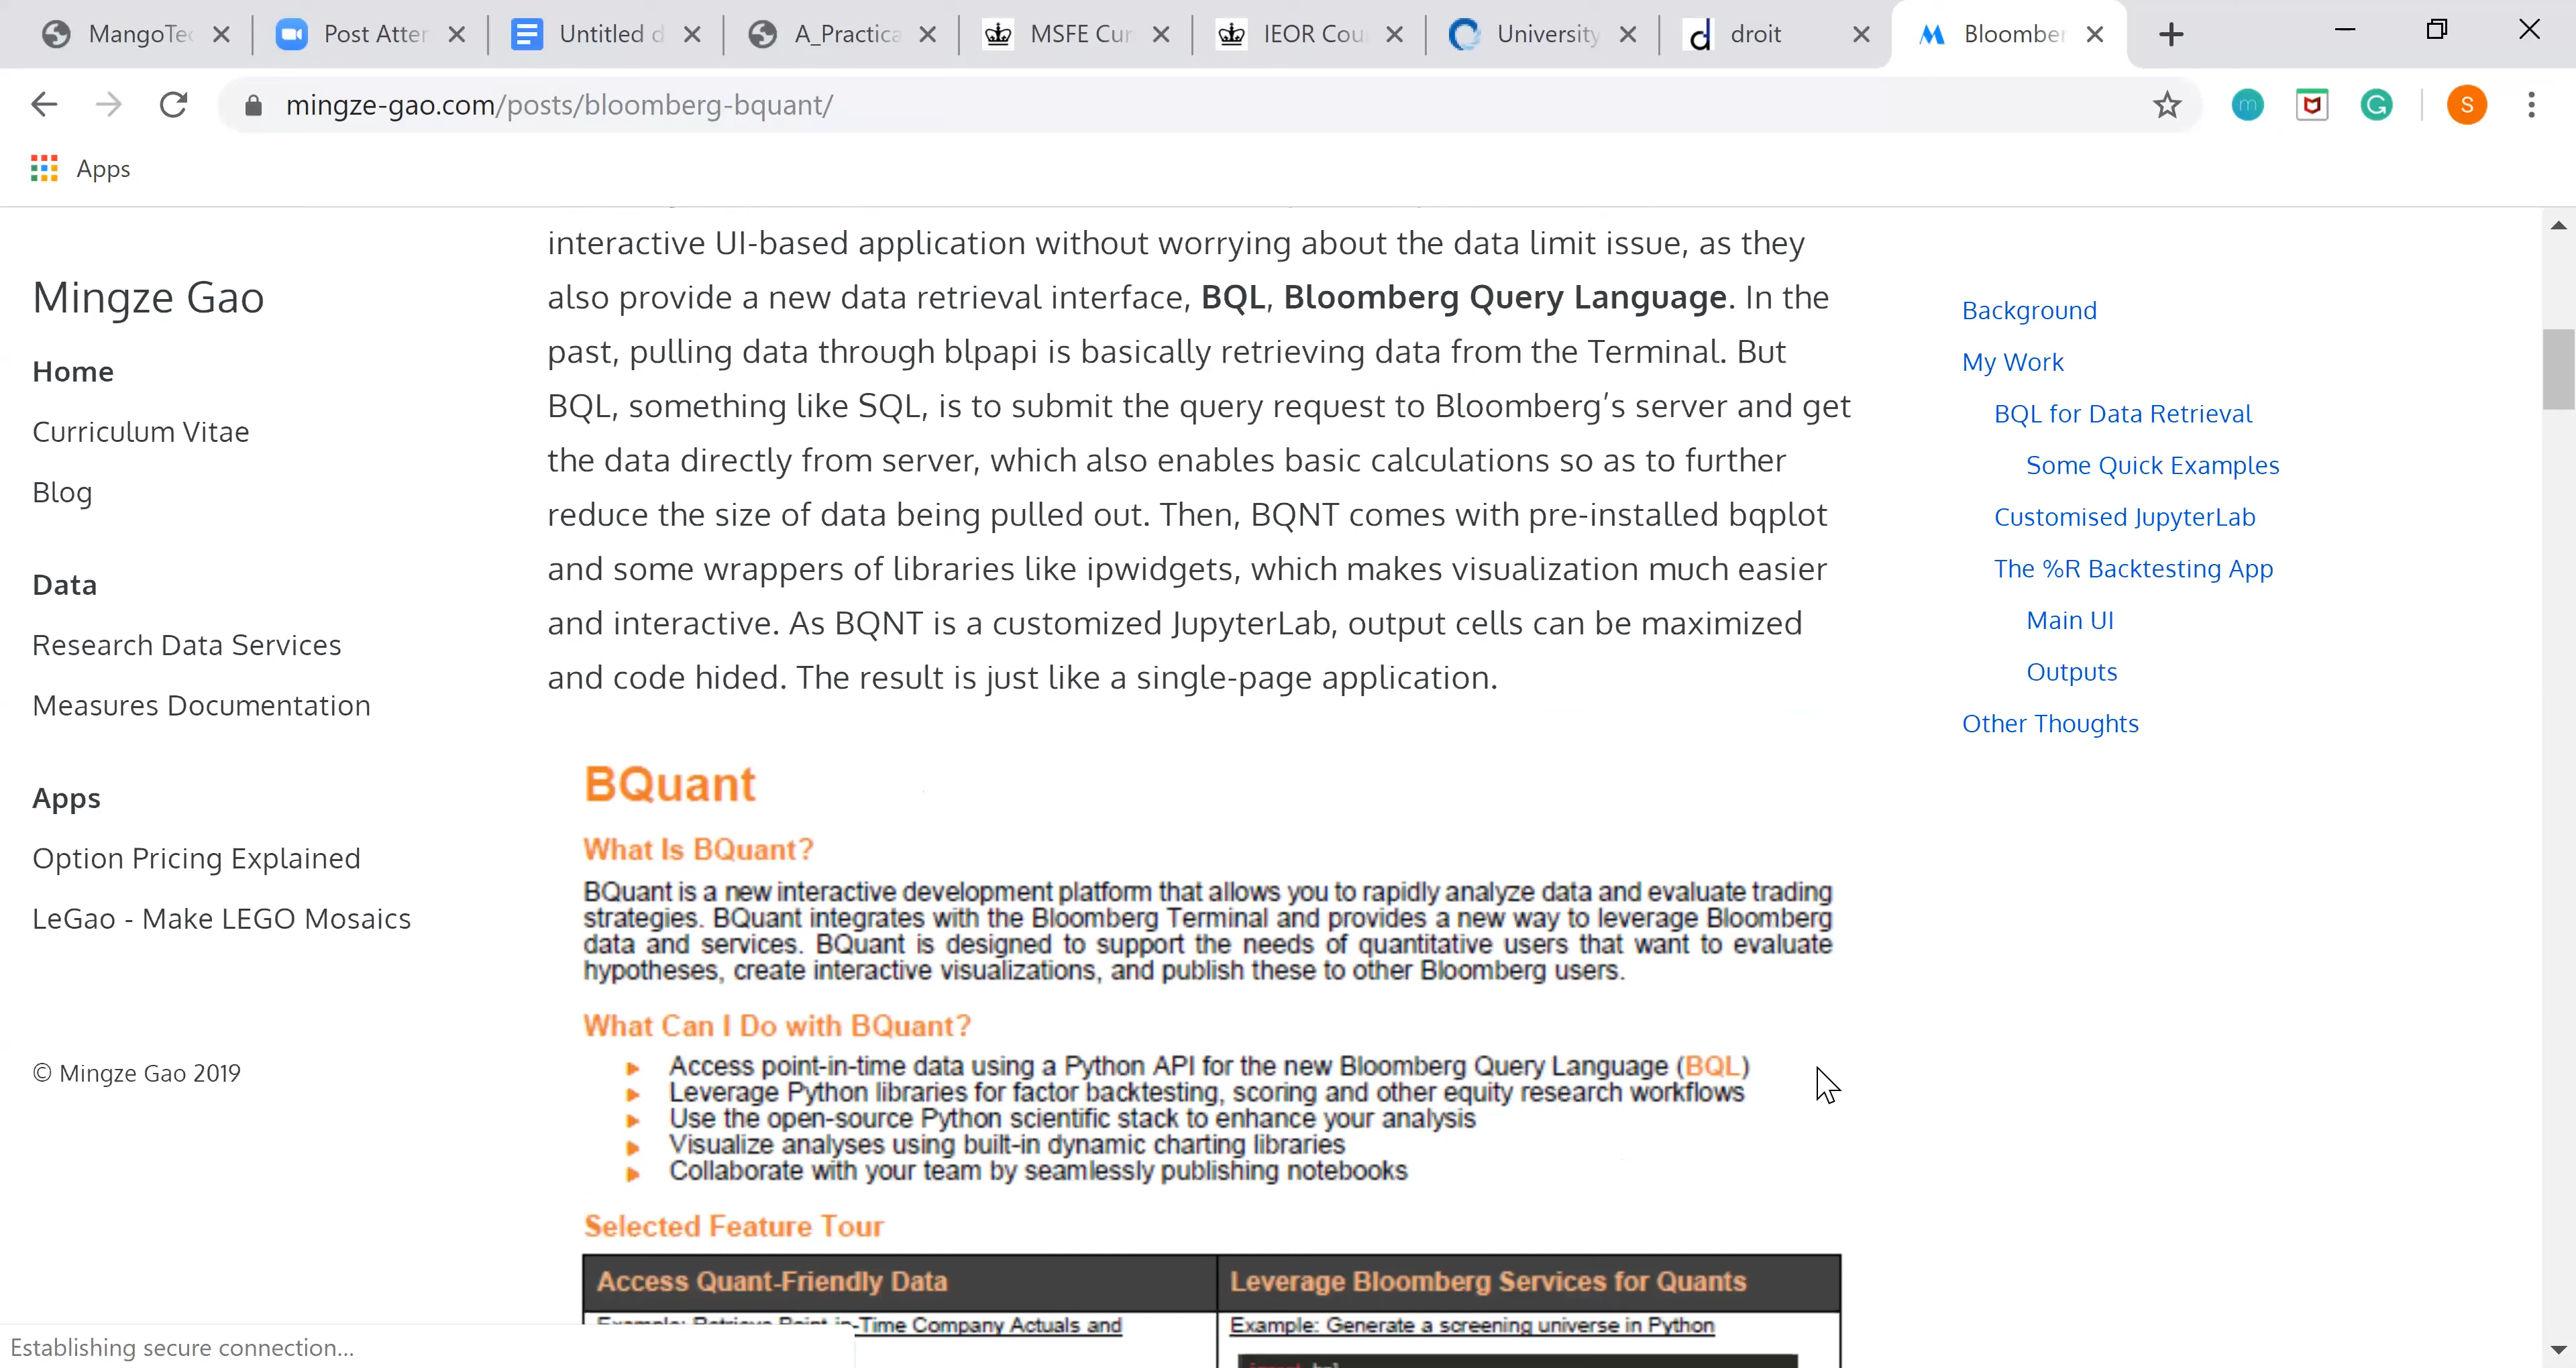 MangoTec
Post Atter
Untitled d
A_Practica
MSFE Cur
IEOR Cou
University
droit
Bloomber
mingze-gao.com/posts/bloomberg-bquant/
S
Apps
Mingze Gao
Home
Curriculum Vitae
Blog
Data
Research Data Services
Measures Documentation
Apps
Option Pricing Explained
LeGao - Make LEGO Mosaics
© Mingze Gao 2019
interactive UI-based application without worrying about the data limit issue, as they
also provide a new data retrieval interface, BQL, Bloomberg Query Language. In the
past, pulling data through blpapi is basically retrieving data from the Terminal. But
BQL, something like SQL, is to submit the query request to Bloomberg's server and get
the data directly from server, which also enables basic calculations so as to further
reduce the size of data being pulled out. Then, BQNT comes with pre-installed bqplot
and some wrappers of libraries like ipwidgets, which makes visualization much easier
and interactive. As BQNT is a customized JupyterLab, output cells can be maximized
and code hided. The result is just like a single-page application.
BQuant
What Is BQuant?
BQuant is a new interactive development platform that allows you to rapidly analyze data and evaluate trading
strategies. BQuant integrates with the Bloomberg Terminal and provides a new way to leverage Bloomberg
data and services. BQuant is designed to support the needs of quantitative users that want to evaluate
hypotheses, create interactive visualizations, and publish these to other Bloomberg users.
What Can I Do with BQuant?
Access point-in-time data using a Python API for the new Bloomberg Query Language (BQL)
Leverage Python libraries for factor backtesting, scoring and other equity research workflows
Use the open-source Python scientific stack to enhance your analysis
Visualize analyses using built-in dynamic charting libraries
Collaborate with your team by seamlessly publishing notebooks
Selected Feature Tour
Access Quant-Friendly Data
Leverage Bloomberg Services for Quants
Example: Retrieve Point-in-Time Company Actuals and
Example: Generate a screening universe in Python
Background
My Work
BQL for Data Retrieval
Some Quick Examples
Customised JupyterLab
The %R Backtesting App
Main UI
Outputs
Other Thoughts
Establishing secure connection...